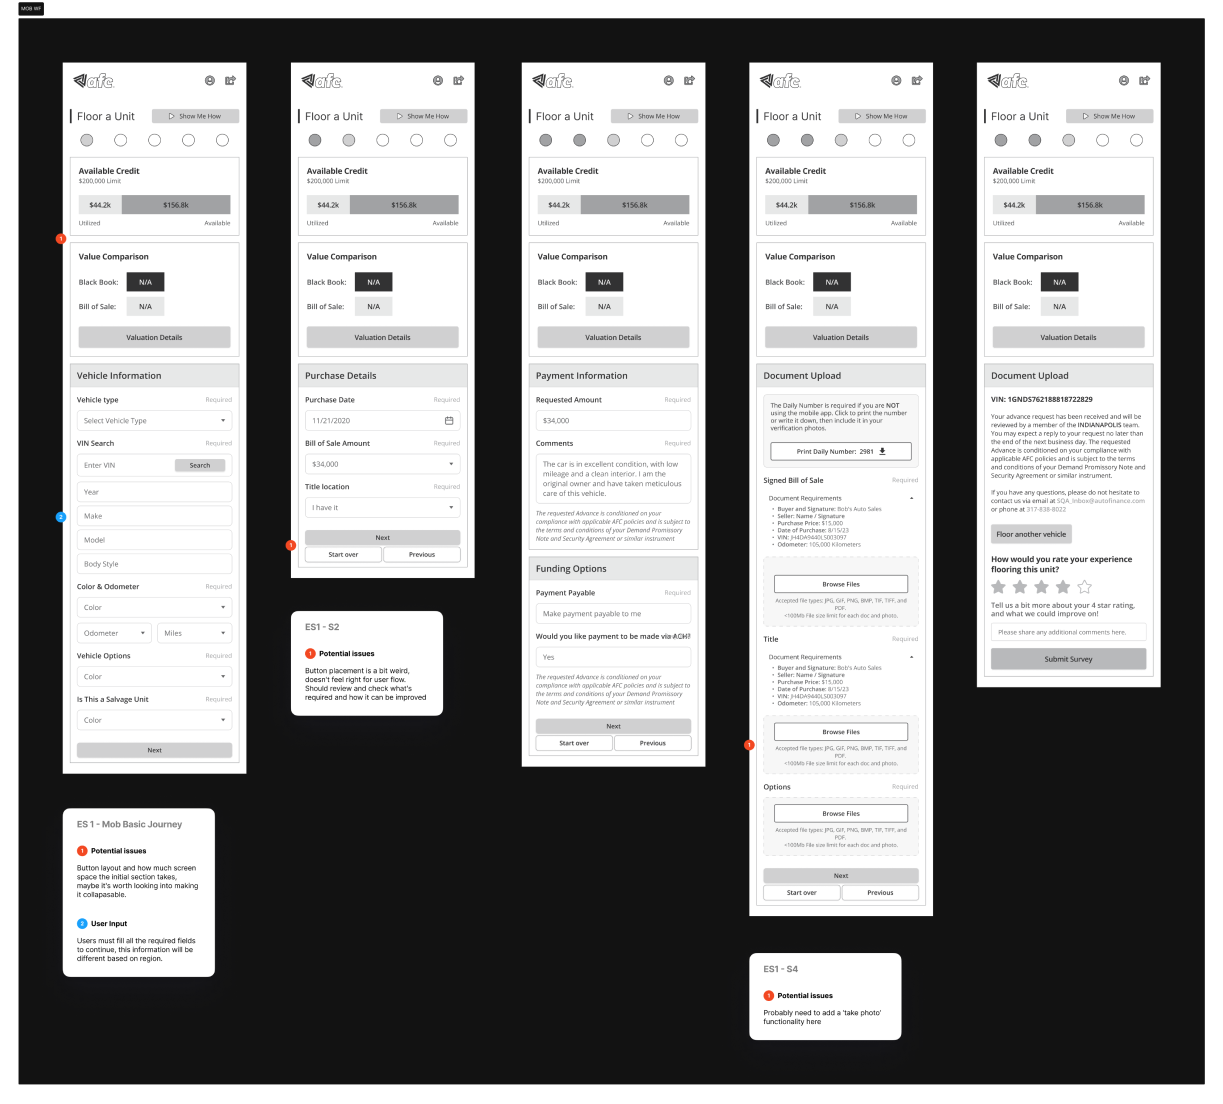 MOB WF
afc.
Floor a Unit
Show Me How
Available Credit
$200,000 Limit
$44.2k
$156.8k
Utilized
Available
1
Value Comparison
Black Book:
N/A
Bill of Sale:
N/A
Valuation Details
Vehicle Information
Vehicle type
Required
Select Vehicle Type
VIN Search
Required
Enter VIN
Search
Year
2
Make
Model
Body Style
Color & Odometer
Required
Color
Odometer
Miles
Vehicle Options
Required
Color
Is This a Salvage Unit
Required
Color
Next
ES 1 - Mob Basic Journey
1 Potential issues
Button layout and how much screen
space the initial section takes,
maybe it's worth looking into making
it collapasable.
2 User Input
Users must fill all the required fields
to continue, this information will be
different based on region.
afc.
Floor a Unit
Show Me How
Available Credit
$200,000 Limit
$44.2k
$156.8k
Utilized
Available
Value Comparison
Black Book:
N/A
Bill of Sale:
N/A
Valuation Details
Purchase Details
Purchase Date
Required
11/21/2020
Bill of Sale Amount
Required
$34,000
Title location
Required
I have it
Next
1
Start over
Previous
ES1 - S2
1 Potential issues
Button placement is a bit weird,
doesn't feel right for user flow.
Should review and check what's
required and how it can be improved
afc.
Floor a Unit
Show Me How
Available Credit
$200,000 Limit
$44.2k
$156.8k
Utilized
Available
Value Comparison
Black Book:
N/A
Bill of Sale:
N/A
Valuation Details
Payment Information
Requested Amount
Required
$34,000
Comments
Required
The car is in excellent condition, with low
mileage and a clean interior. I am the
original owner and have taken meticulous
care of this vehicle.
The requested Advance is conditioned on your
compliance with applicable AFC policies and is subject to
the terms and conditions of your Demand Promissory
Note and Security Agreement or similar instrument
Funding Options
Payment Payable
Required
Make payment payable to me
Would you like payment to be made via ACH?
Yes
The requested Advance is conditioned on your
compliance with applicable AFC policies and is subject to
the terms and conditions of your Demand Promissory
Note and Security Agreement or similar instrument
Next
Start over
Previous
afc.
Floor a Unit
Show Me How
Available Credit
$200,000 Limit
$44.2k
$156.8k
Utilized
Available
Value Comparison
Black Book:
N/A
Bill of Sale:
N/A
Valuation Details
Document Upload
The Daily Number is required if you are NOT
using the mobile app. Click to print the number
or write it down, then include it in your
verification photos.
Print Daily Number: 2981
Signed Bill of Sale
Required
Document Requirements
• Buyer and Signature: Bob's Auto Sales
• Seller: Name / Signature
• Purchase Price: $15,000
• Date of Purchase: 8/15/23
• VIN: JH4DA9440LS003097
• Odometer: 105,000 Kilometers
Browse Files
Accepted file types: JPG, GIF, PNG, BMP, TIF, TIFF, and
PDF.
<100Mb File size limit for each doc and photo.
Title
Required
Document Requirements
• Buyer and Signature: Bob's Auto Sales
• Seller: Name / Signature
• Purchase Price: $15,000
• Date of Purchase: 8/15/23
• VIN: JH4DA9440LS003097
• Odometer: 105,000 Kilometers
Browse Files
1
Accepted file types: JPG, GIF, PNG, BMP, TIF, TIFF, and
PDF.
<100Mb File size limit for each doc and photo.
Options
Required
Browse Files
Accepted file types: JPG, GIF, PNG, BMP, TIF, TIFF, and
PDF.
<100Mb File size limit for each doc and photo.
Next
Start over
Previous
ES1 - S4
1 Potential issues
Probably need to add a 'take photo'
functionality here
afc.
Floor a Unit
Show Me How
Available Credit
$200,000 Limit
$44.2k
$156.8k
Utilized
Available
Value Comparison
Black Book:
N/A
Bill of Sale:
N/A
Valuation Details
Document Upload
VIN: 1GNDS762188818722829
Your advance request has been received and will be
reviewed by a member of the INDIANAPOLIS team.
You may expect a reply to your request no later than
the end of the next business day. The requested
Advance is conditioned on your compliance with
applicable AFC policies and is subject to the terms
and conditions of your Demand Promissory Note and
Security Agreement or similar instrument.
If you have any questions, please do not hesitate to
contact us via email at SQA_Inbox@autofinance.com
or phone at 317-838-8022
Floor another vehicle
How would you rate your experience
flooring this unit?
Tell us a bit more about your 4 star rating,
and what we could improve on!
Please share any additional comments here.
Submit Survey